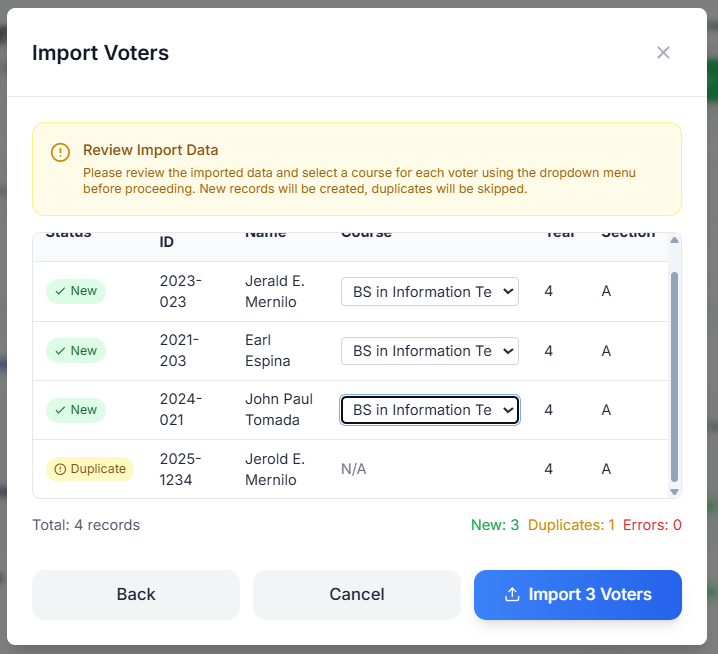 Import Voters
Review Import Data
Please review the imported data and select a course for each voter using the dropdown menu
before proceeding. New records will be created, duplicates will be skipped.
Status ID Name Course Year Section
New 2023-023 Jerald E. Mernilo BS in Information Te 4 A
New 2021-203 Earl Espina BS in Information Te 4 A
New 2024-021 John Paul Tomada BS in Information Te 4 A
Duplicate 2025-1234 Jerold E. Mernilo N/A 4 A
Total: 4 records New: 3 Duplicates: 1 Errors: 0
Back Cancel Import 3 Voters